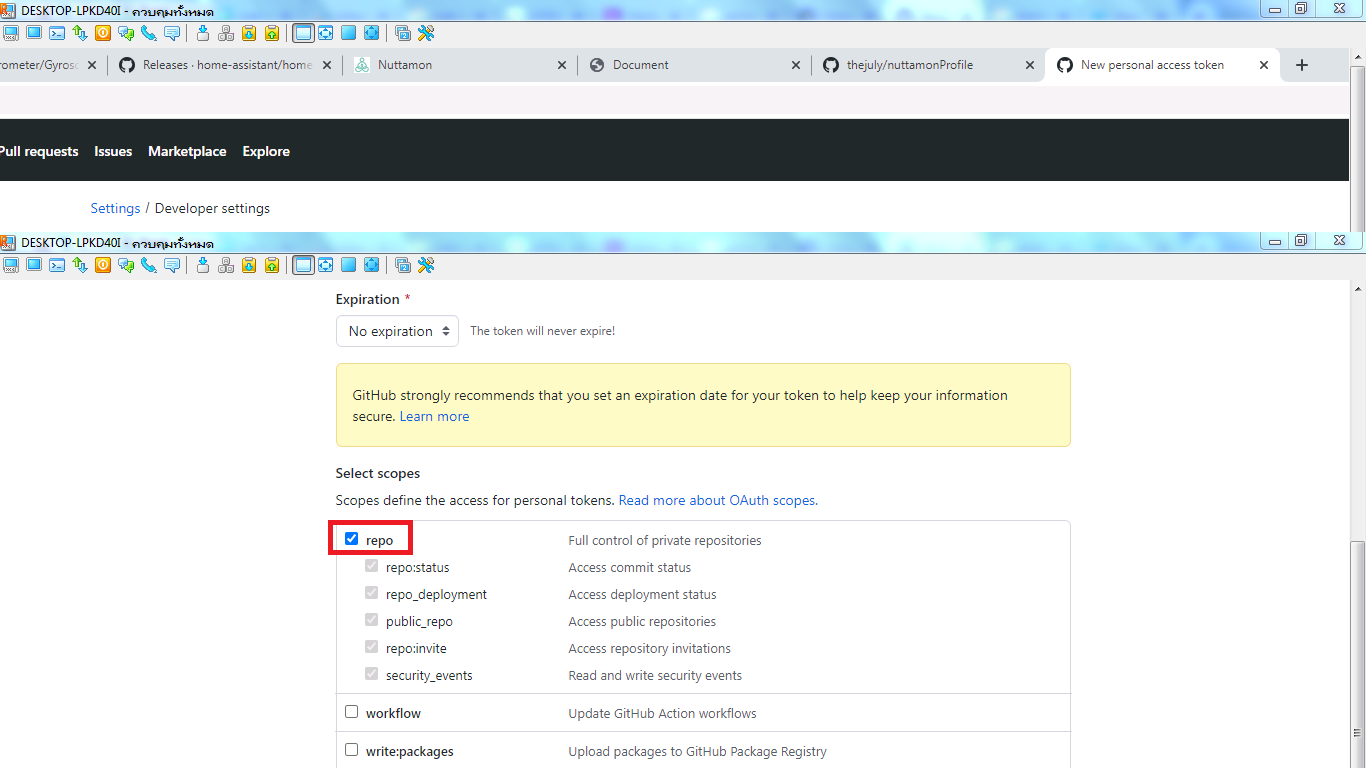 DESKTOP-LPKD40I - ควบคุมทั้งหมด
rometer/Gyrosc Releases · home-assistant/home Nuttamon Document thejuly/nuttamonProfile New personal access token
Pull requests Issues Marketplace Explore
Settings / Developer settings
DESKTOP-LPKD40I - ควบคุมทั้งหมด
Expiration *
No expiration The token will never expire!
GitHub strongly recommends that you set an expiration date for your token to help keep your information
secure. Learn more
Select scopes
Scopes define the access for personal tokens. Read more about OAuth scopes.
repo Full control of private repositories
repo:status Access commit status
repo_deployment Access deployment status
public_repo Access public repositories
repo:invite Access repository invitations
security_events Read and write security events
workflow Update GitHub Action workflows
write:packages Upload packages to GitHub Package Registry